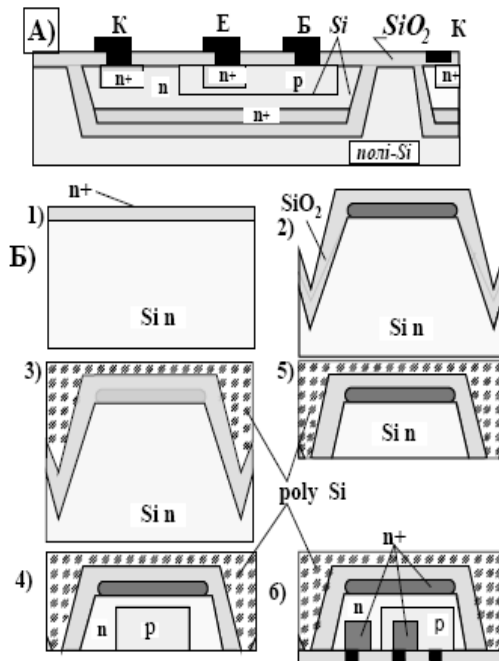 А)
К
Е
Б
Si
SiO₂
К
n+
n
n+
p
n+
n+
полі-Si
n+
1)
Б)
Si n
SiO₂
2)
Si n
3)
Si n
5)
Si n
poly Si
4)
n
p
n+
6)
n
p